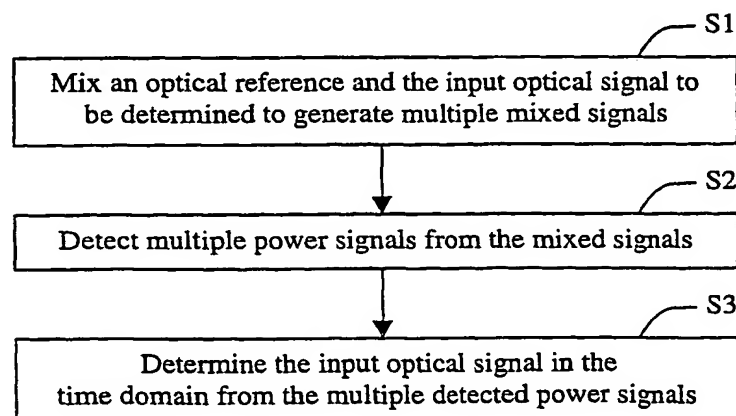 S1
Mix an optical reference and the input optical signal to
be determined to generate multiple mixed signals
S2
Detect multiple power signals from the mixed signals
S3
Determine the input optical signal in the
time domain from the multiple detected power signals